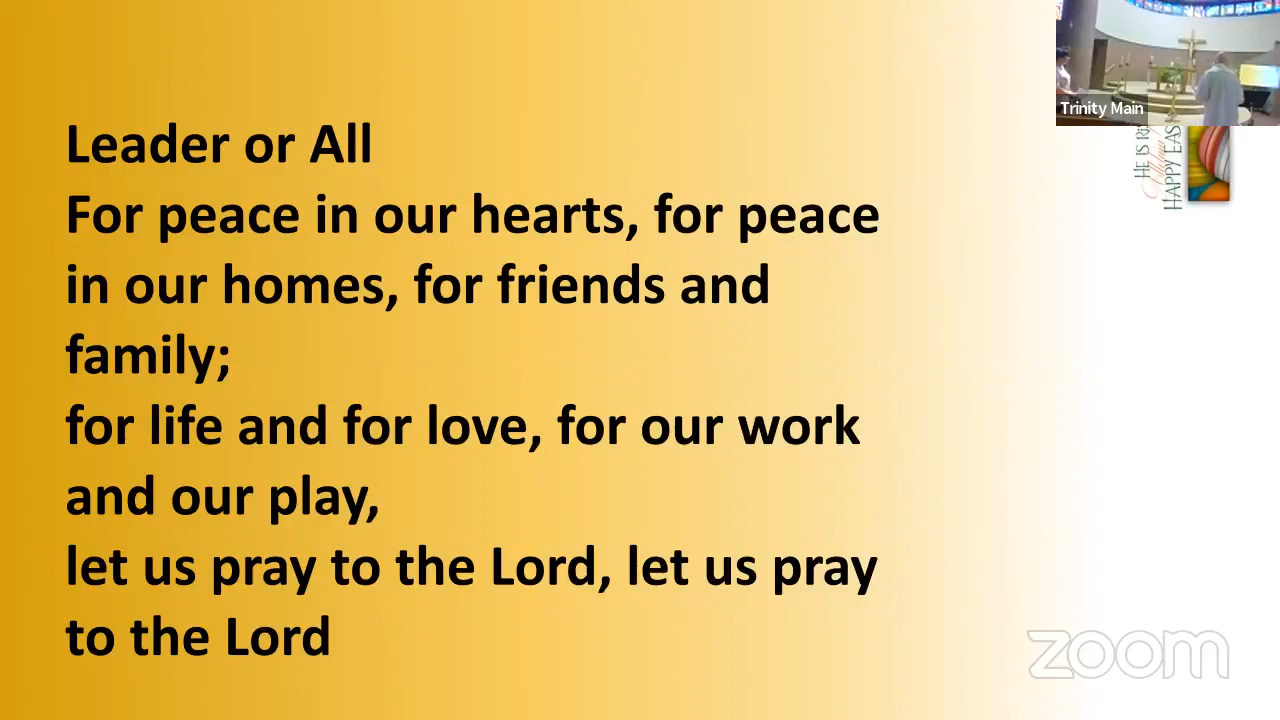 Leader or All
For peace in our hearts, for peace
in our homes, for friends and
family;
for life and for love, for our work
and our play,
let us pray to the Lord, let us pray
to the Lord
Trinity Main
HE IS
HAPPY
zoom